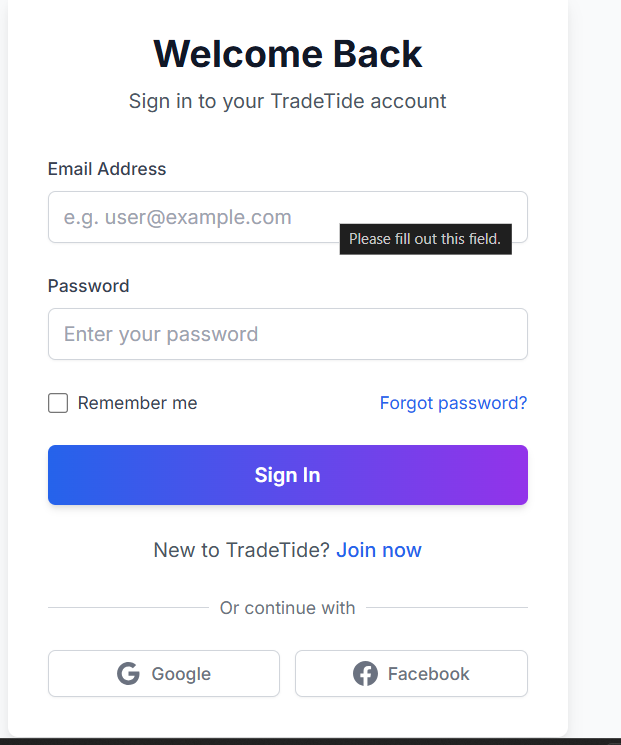 Welcome Back
Sign in to your TradeTide account
Email Address
e.g. user@example.com
Please fill out this field.
Password
Enter your password
Remember me
Forgot password?
Sign In
New to TradeTide? Join now
Or continue with
Google
Facebook